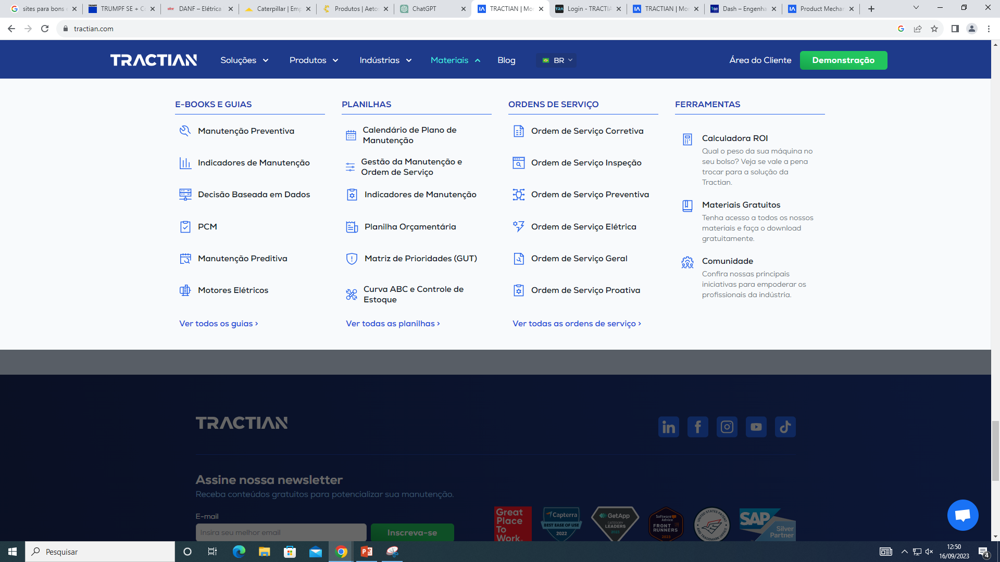 sites para bons
TRUMPF SE + C
DANF – Elétrica
Caterpillar | Emp
Produtos | Aeto
ChatGPT
TRACTIAN | Mo
Login - TRACTIA
TRACTIAN | Mo
Dash – Engenha
Product Mechan
tractian.com
TRACTIAN
Soluções
Produtos
Indústrias
Materiais
Blog
BR
Área do Cliente
Demonstração
E-BOOKS E GUIAS
Manutenção Preventiva
Indicadores de Manutenção
Decisão Baseada em Dados
PCM
Manutenção Preditiva
Motores Elétricos
Ver todos os guias >
PLANILHAS
Calendário de Plano de
Manutenção
Gestão da Manutenção e
Ordem de Serviço
Indicadores de Manutenção
Planilha Orçamentária
Matriz de Prioridades (GUT)
Curva ABC e Controle de
Estoque
Ver todas as planilhas >
ORDENS DE SERVIÇO
Ordem de Serviço Corretiva
Ordem de Serviço Inspeção
Ordem de Serviço Preventiva
Ordem de Serviço Elétrica
Ordem de Serviço Geral
Ordem de Serviço Proativa
Ver todas as ordens de serviço >
FERRAMENTAS
Calculadora ROI
Qual o peso da sua máquina no
seu bolso? Veja se vale a pena
trocar para a solução da
Tractian.
Materiais Gratuitos
Tenha acesso a todos os nossos
materiais e faça o download
gratuitamente.
Comunidade
Confira nossas principais
iniciativas para empoderar os
profissionais da indústria.
TRACTIAN
Assine nossa newsletter
Receba conteúdos gratuitos para potencializar sua manutenção.
E-mail
Insira seu melhor email
Inscreva-se
Great
Place
To
Work.
Capterra
BEST EASE OF USE
2022
GetApp
CATEGORY
LEADERS
2023
Software
Advice
FRONT
RUNNERS
2023
UNITED STATES PATENT
AND TRADEMARK OFFICE
SAP
Silver
Partner
Pesquisar
12:50
16/09/2023
4